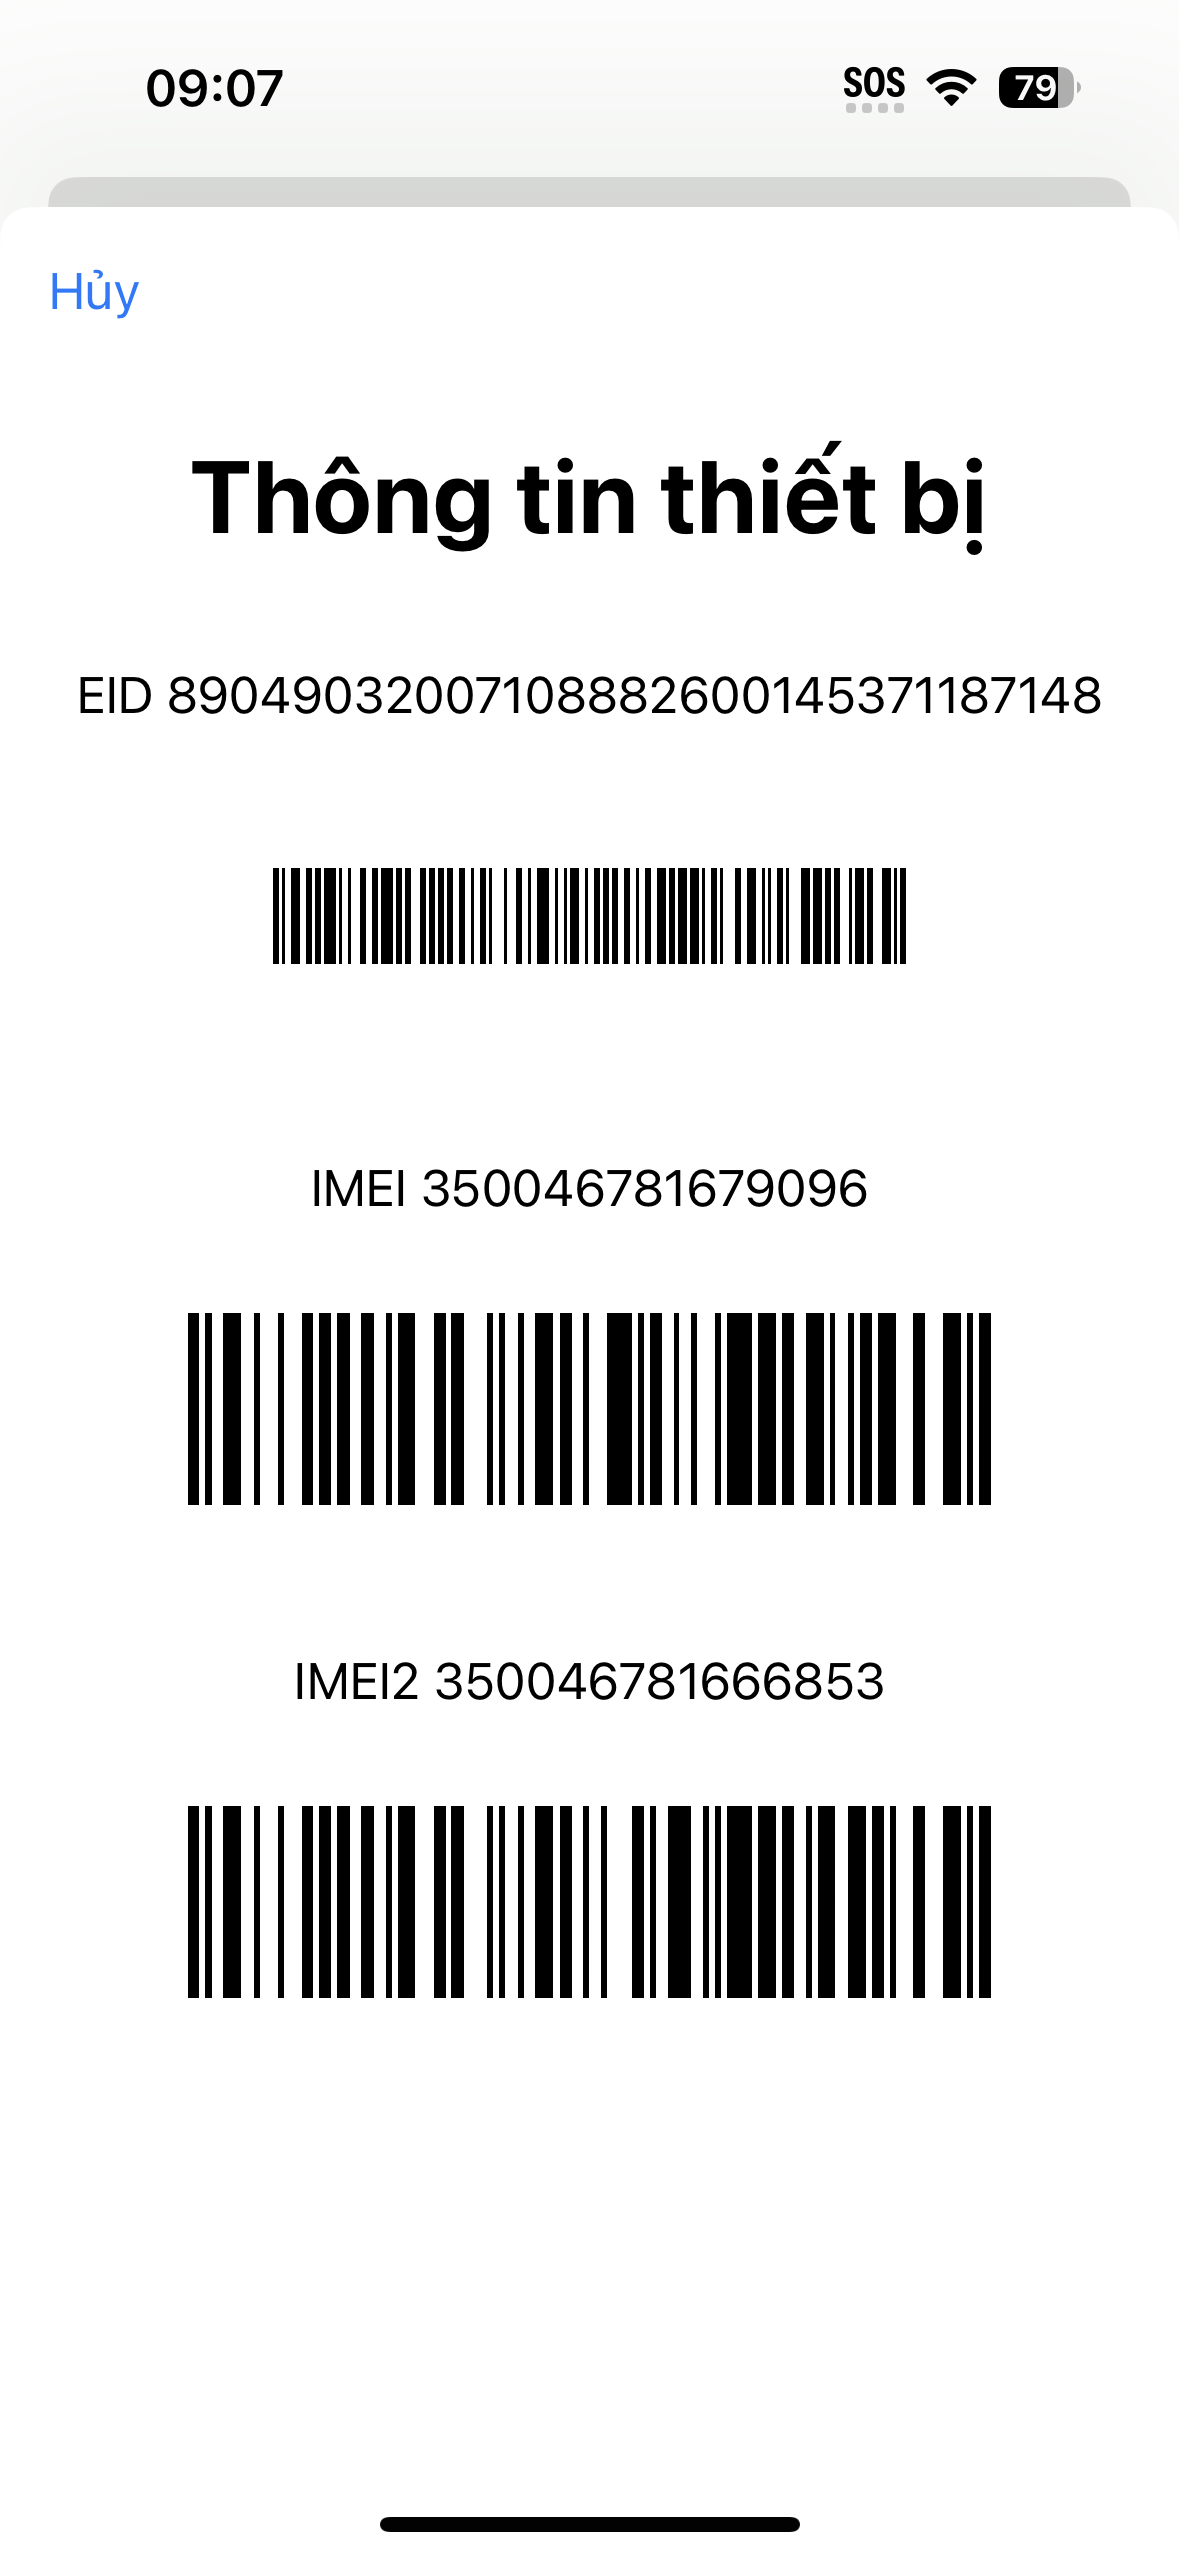 09:07 SOS 79
Hủy
Thông tin thiết bị
EID 89049032007108882600145371187148
IMEI 350046781679096
IMEI2 350046781666853